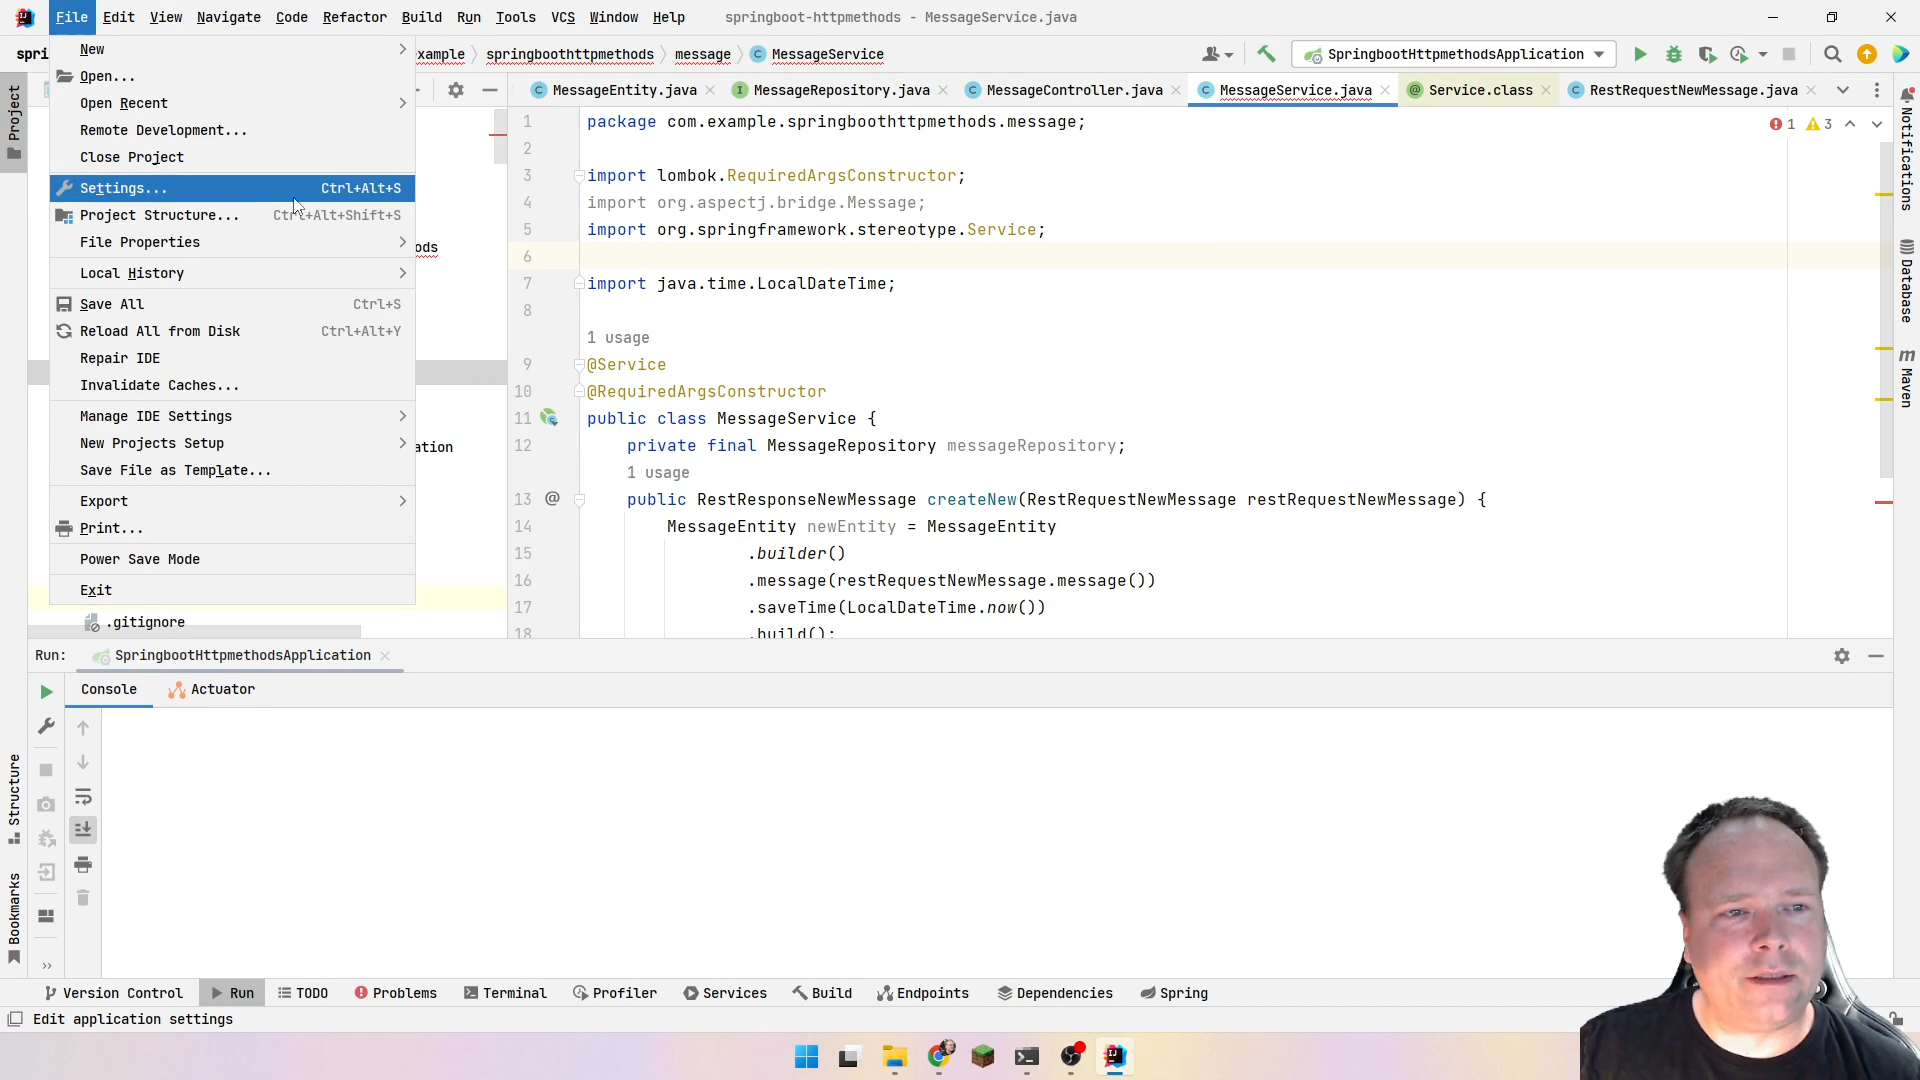 File Edit View Navigate Code Refactor Build Run Tools VCS Window Help springboot-httpmethods - MessageService.java
spri xample springboothttpmethods message MessageService SpringbootHttpmethodsApplication
MessageEntity.java MessageRepository.java MessageController.java MessageService.java Service.class RestRequestNewMessage.java
New
Open...
Open Recent
Remote Development...
Close Project
Settings... Ctrl+Alt+S
Project Structure... Ctrl+Alt+Shift+S
File Properties
Local History
Save All Ctrl+S
Reload All from Disk Ctrl+Alt+Y
Repair IDE
Invalidate Caches...
Manage IDE Settings
New Projects Setup
Save File as Template...
Export
Print...
Power Save Mode
Exit
ods
ation
.gitignore
Project
Structure
Bookmarks
1 package com.example.springboothttpmethods.message;
2
3 import lombok.RequiredArgsConstructor;
4 import org.aspectj.bridge.Message;
5 import org.springframework.stereotype.Service;
6
7 import java.time.LocalDateTime;
8
1 usage
9 @Service
10 @RequiredArgsConstructor
11 public class MessageService {
12 private final MessageRepository messageRepository;
1 usage
13 public RestResponseNewMessage createNew(RestRequestNewMessage restRequestNewMessage) {
14 MessageEntity newEntity = MessageEntity
15 .builder()
16 .message(restRequestNewMessage.message())
17 .saveTime(LocalDateTime.now())
18 .build();
1 3
Notifications
Database
Maven
Run: SpringbootHttpmethodsApplication
Console Actuator
Version Control Run TODO Problems Terminal Profiler Services Build Endpoints Dependencies Spring
Edit application settings